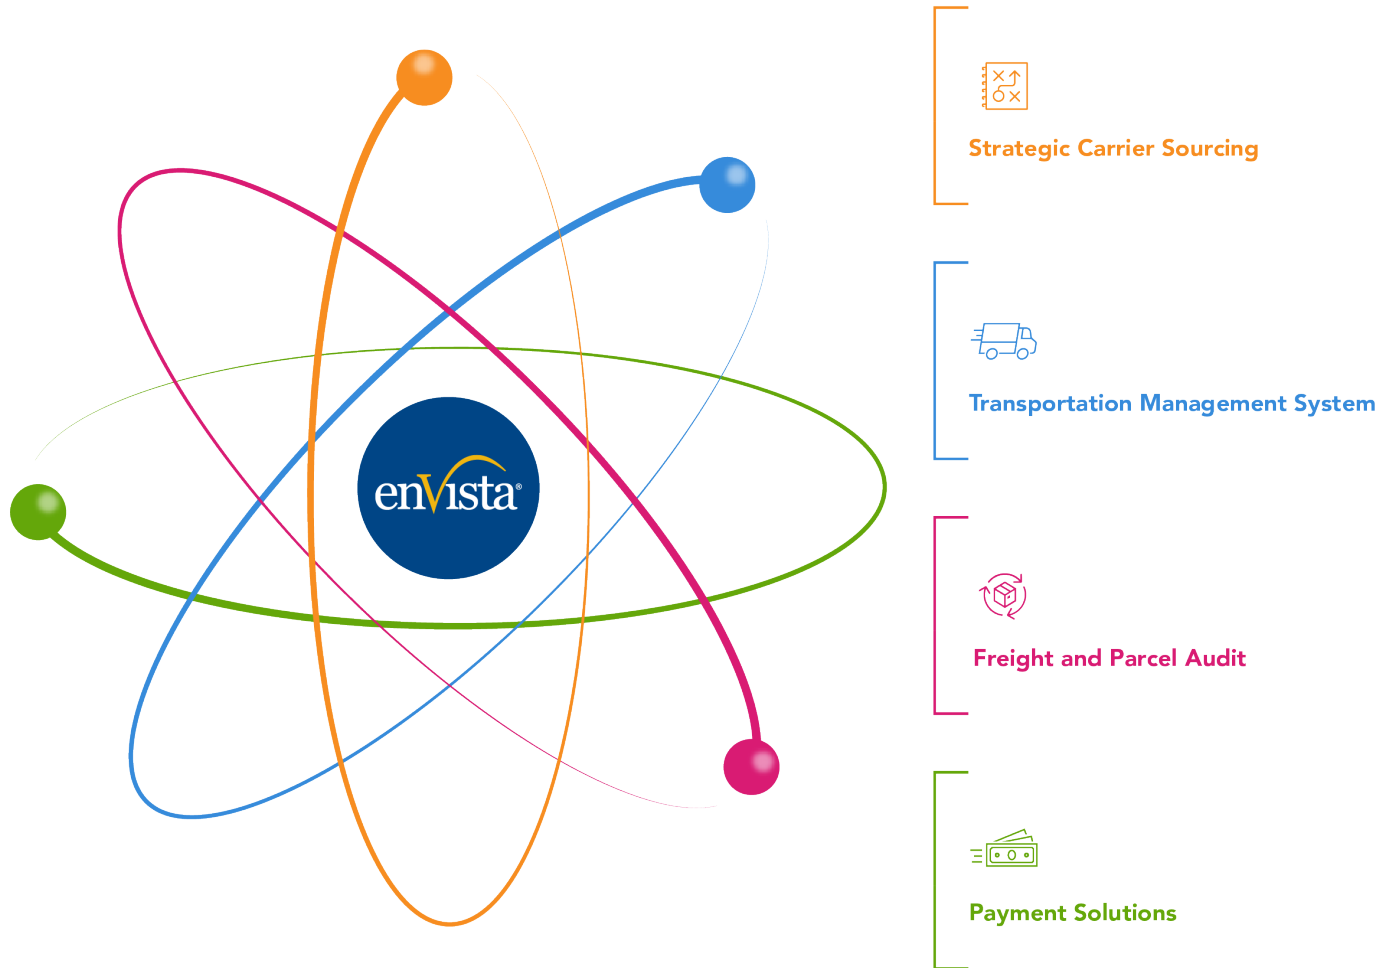 enVista®
Strategic Carrier Sourcing
Transportation Management System
Freight and Parcel Audit
Payment Solutions